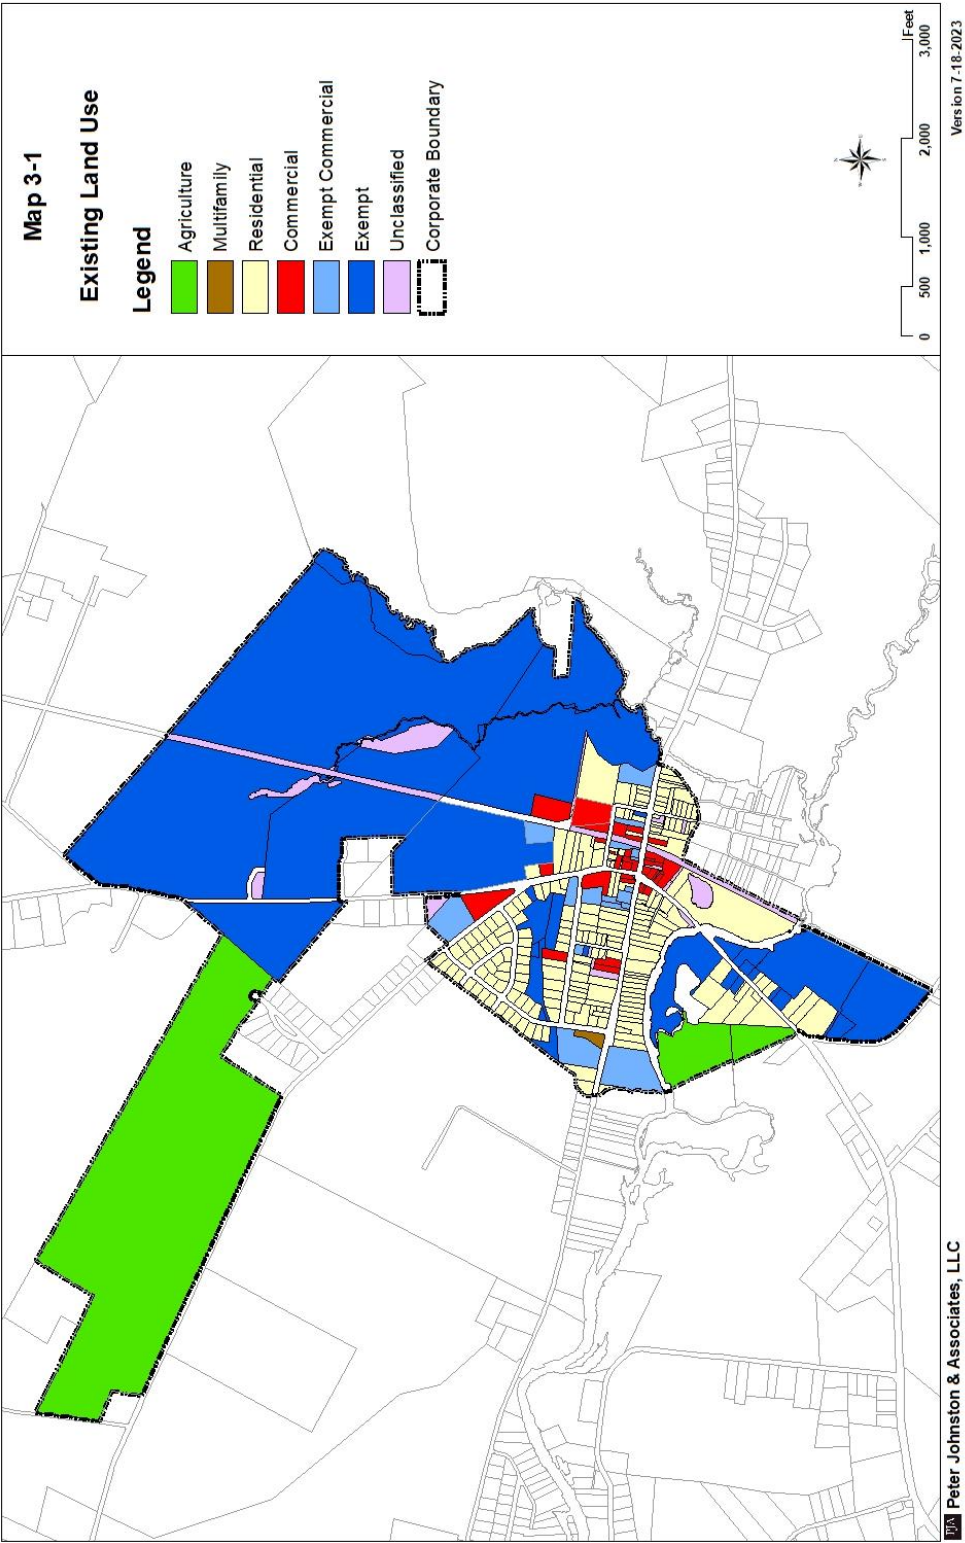 Map 3-1
Existing Land Use
Legend
Agriculture
Multifamily
Residential
Commercial
Exempt Commercial
Exempt
Unclassified
Corporate Boundary
Feet
0 500 1,000 2,000 3,000
PJA Peter Johnston & Associates, LLC
Version 7-18-2023